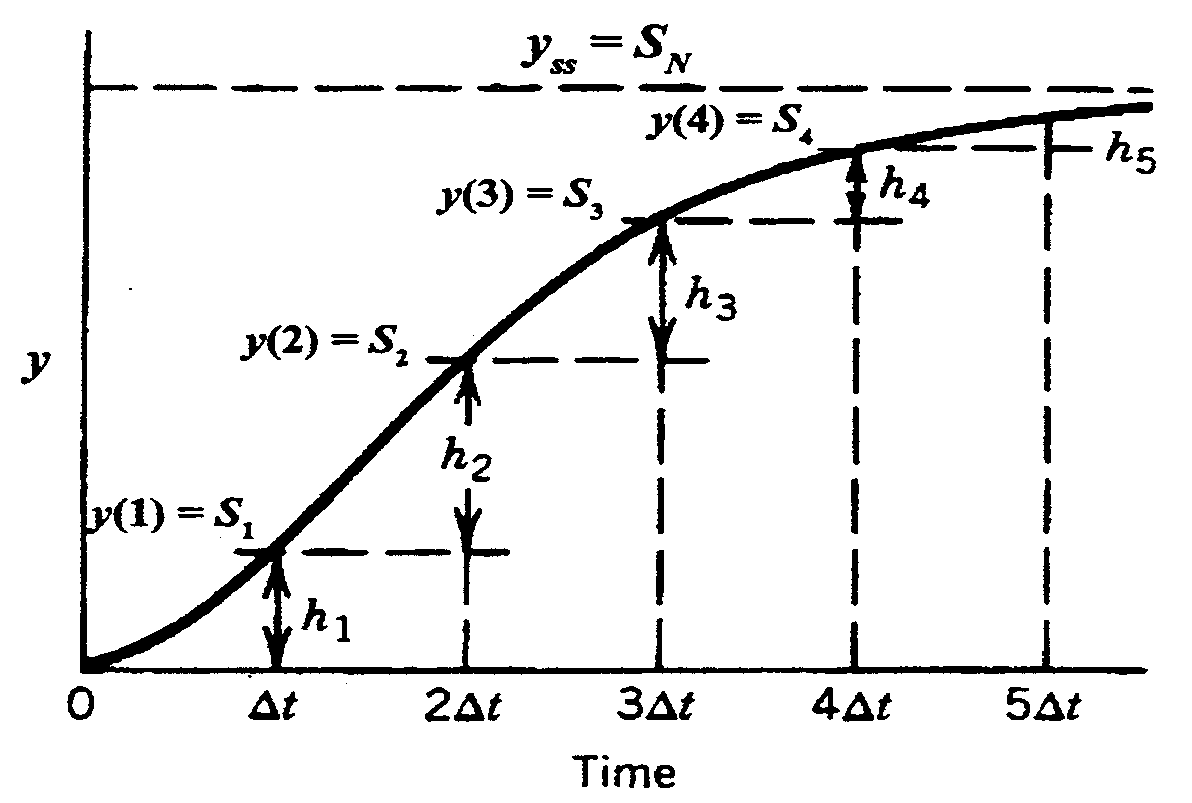 y_ss = S_N
y(4) = S_4
h_5
h_4
y(3) = S_3
h_3
y(2) = S_2
y
h_2
y(1) = S_1
h_1
0 Δt 2Δt 3Δt 4Δt 5Δt
Time